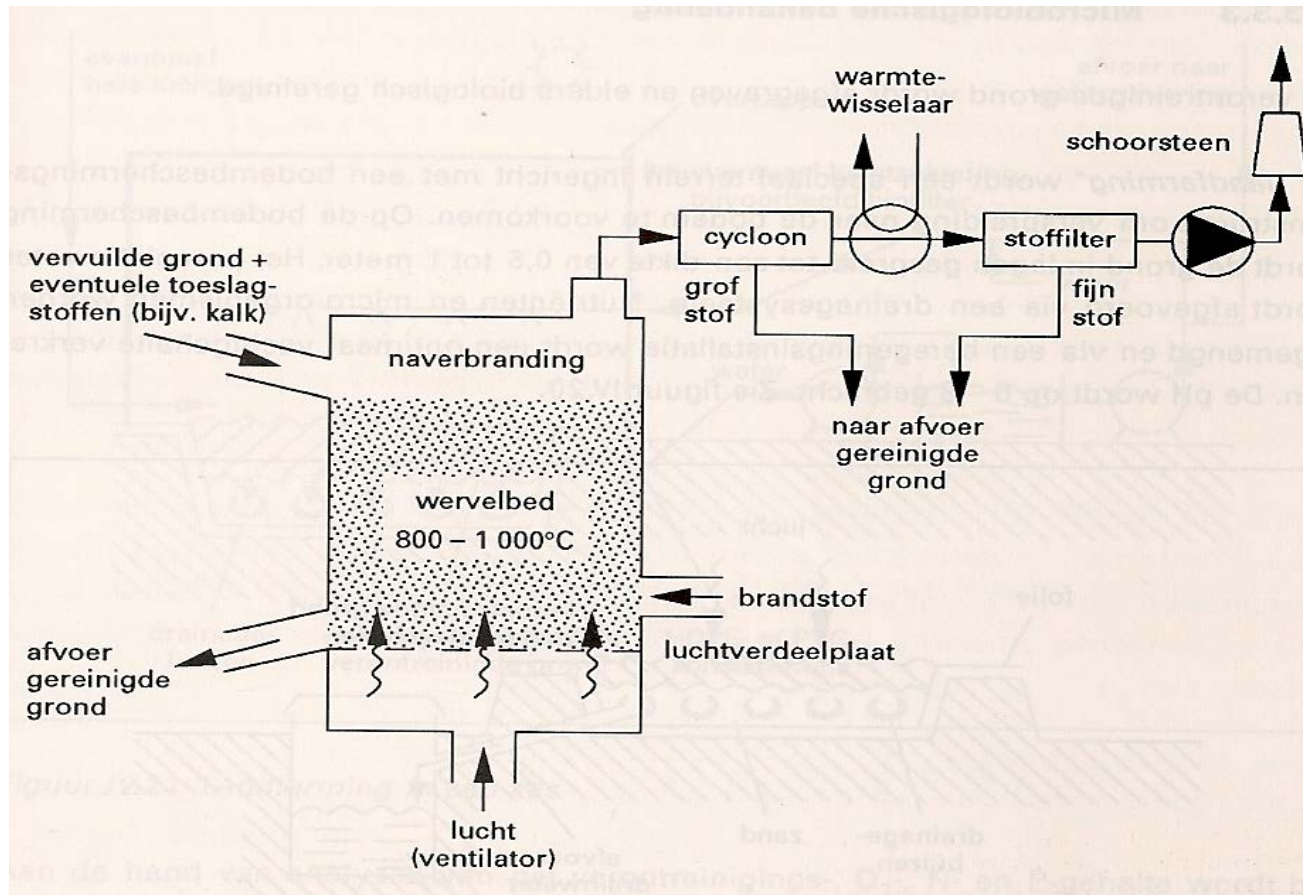 warmte-
wisselaar
schoorsteen
cycloon
stoffilter
grof
stof
fijn
stof
naar afvoer
gereinigde
grond
vervuilde grond +
eventuele toeslag-
stoffen (bijv. kalk)
naverbranding
wervelbed
800 – 1 000°C
brandstof
luchtverdeelplaat
afvoer
gereinigde
grond
lucht
(ventilator)